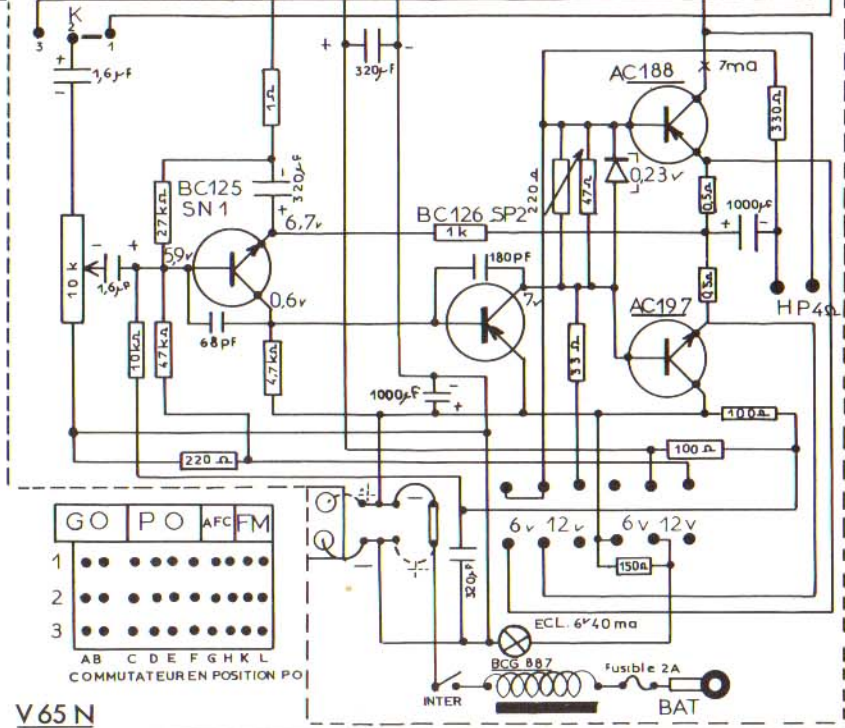 K
3 2 1
+
1,6µF
-
+ -
320µF
1Ω
AC188
7ma
330Ω
BC125
SN1
-
320µF
+
27kΩ
6,7v
BC126 SP2
1k
220Ω
47Ω
0,23v
0,5Ω
1000µF
+ -
10k
- +
1,6µF
5,9v
0,6v
180pF
7v
AC197
0,5Ω
HP4Ω
68pF
10kΩ
47kΩ
4,7kΩ
1000µF
-
+
33Ω
100Ω
220Ω
100Ω
+ -
6v 12v 6v 12v
- +
320µF
150Ω
GO PO AFC FM
1
2
3
AB C D E F G H K L
COMMUTATEUR EN POSITION PO
ECL. 6v 40ma
BCG 887
Fusible 2A
INTER
BAT
V65N